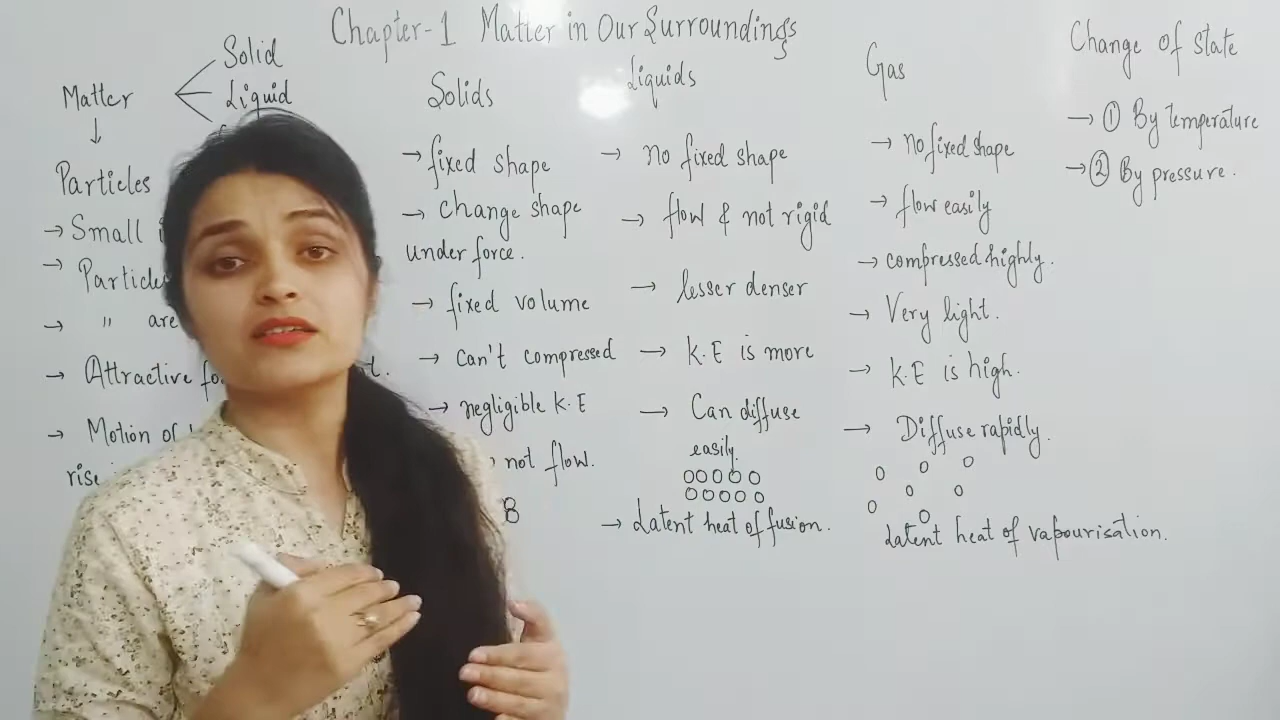 Chapter-1 Matter in Our Surroundings
Matter
Solid
Liquid
↓
Particles
→ Small
→ Particle
→ " are
→ Attractive
→ Motion of
rise
Solids
→ fixed shape
→ change shape
under force.
→ fixed volume
→ can't compressed
→ negligible K.E
not flow.
Liquids
→ no fixed shape
→ flow & not rigid
→ lesser denser
→ K.E is more
→ Can diffuse
easily.
→ Latent heat of fusion.
Gas
→ no fixed shape
→ flow easily
→ compressed highly.
→ Very light.
→ K.E is high.
→ Diffuse rapidly.
Latent heat of vapourisation.
Change of state
→ ① By temperature
→ ② By pressure.